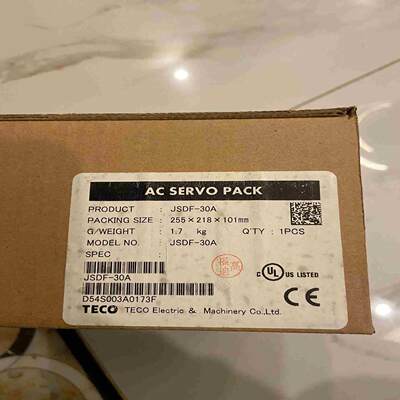 AC SERVO PACK
PRODUCT : JSDF-30A
PACKING SIZE : 255×218×101mm
G/WEIGHT : 1.7 kg Q'TY : 1PCS
MODEL NO. : JSDF-30A
SPEC :
JSDF-30A
D54S003A0173F
c UL US LISTED
CE
TECO TECO Electric & Machinery Co.,Ltd.